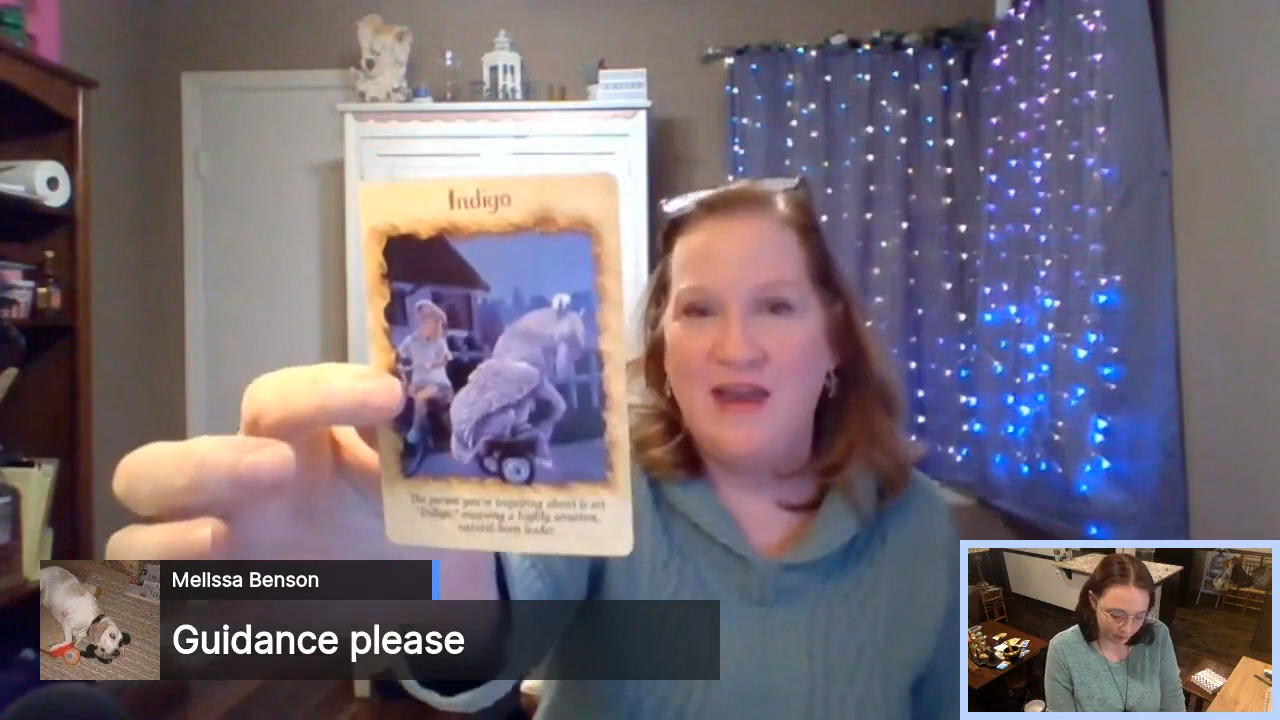 Indigo
The person you're inquiring about is an
"Indigo," meaning a highly sensitive,
natural-born leader
Melissa Benson
Guidance please